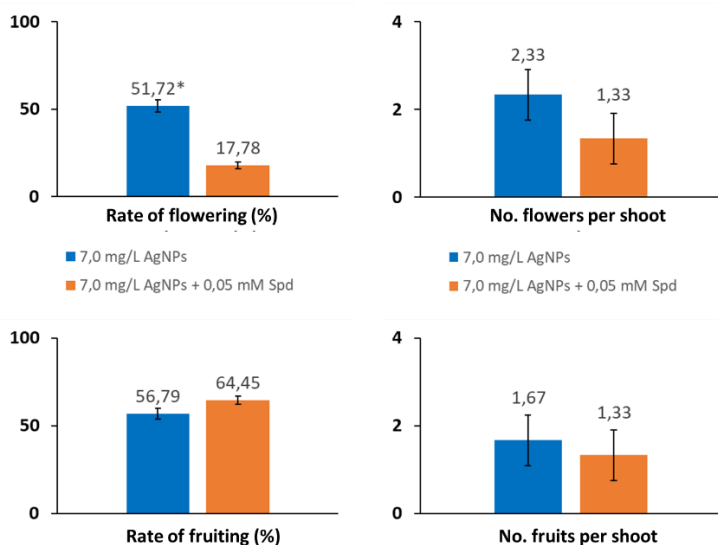 100
50
0
51,72*
17,78
Rate of flowering (%)
4
2
0
2,33
1,33
No. flowers per shoot
7,0 mg/L AgNPs
7,0 mg/L AgNPs + 0,05 mM Spd
7,0 mg/L AgNPs
7,0 mg/L AgNPs + 0,05 mM Spd
100
50
0
56,79
64,45
Rate of fruiting (%)
4
2
0
1,67
1,33
No. fruits per shoot